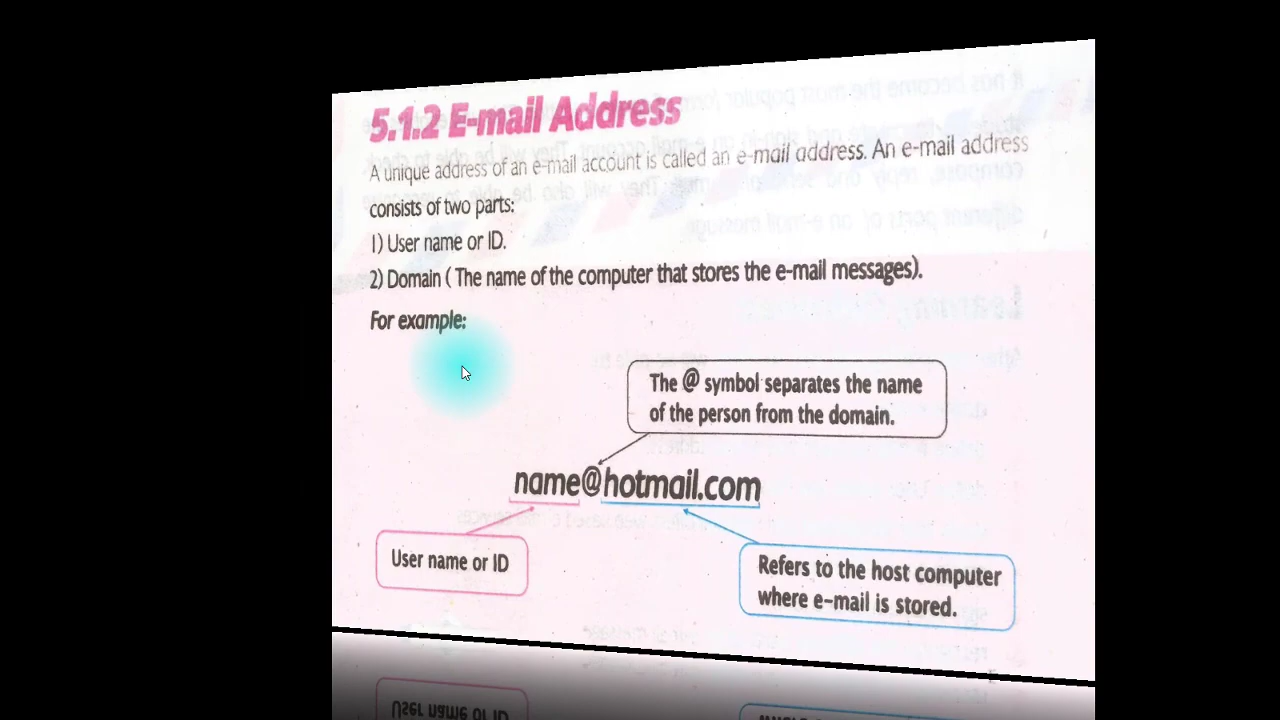 5.1.2 E-mail Address
A unique address of an e-mail account is called an e-mail address. An e-mail address
consists of two parts:
1) User name or ID.
2) Domain ( The name of the computer that stores the e-mail messages).
For example:
The @ symbol separates the name
of the person from the domain.
name@hotmail.com
User name or ID
Refers to the host computer
where e-mail is stored.